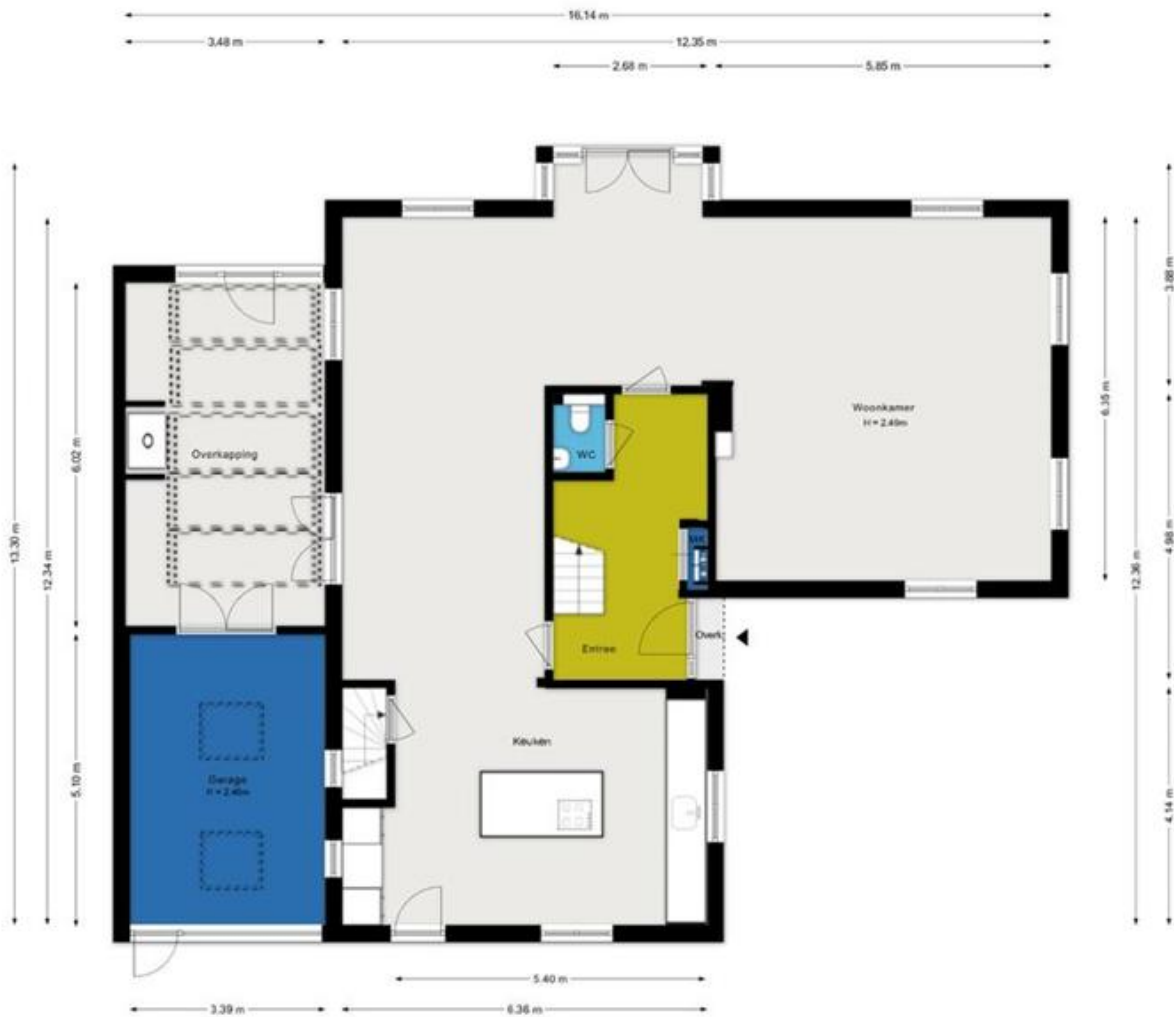 16.14 m
3.48 m
12.35 m
2.68 m
5.85 m
13.30 m
12.34 m
6.02 m
5.10 m
Woonkamer
H = 2.49m
Overkapping
WC
MK
Entree
Overk
Keuken
Garage
3.88 m
6.35 m
4.98 m
12.36 m
4.14 m
5.40 m
3.39 m
6.36 m